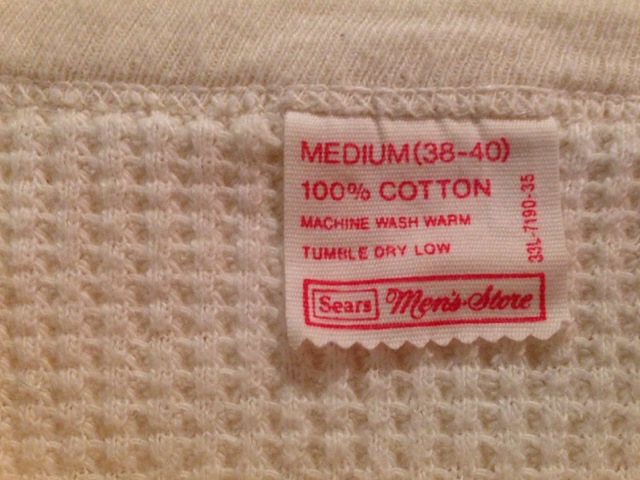 MEDIUM(38-40)
100% COTTON
MACHINE WASH WARM
TUMBLE DRY LOW
Sears Men's Store
33L-7190-35